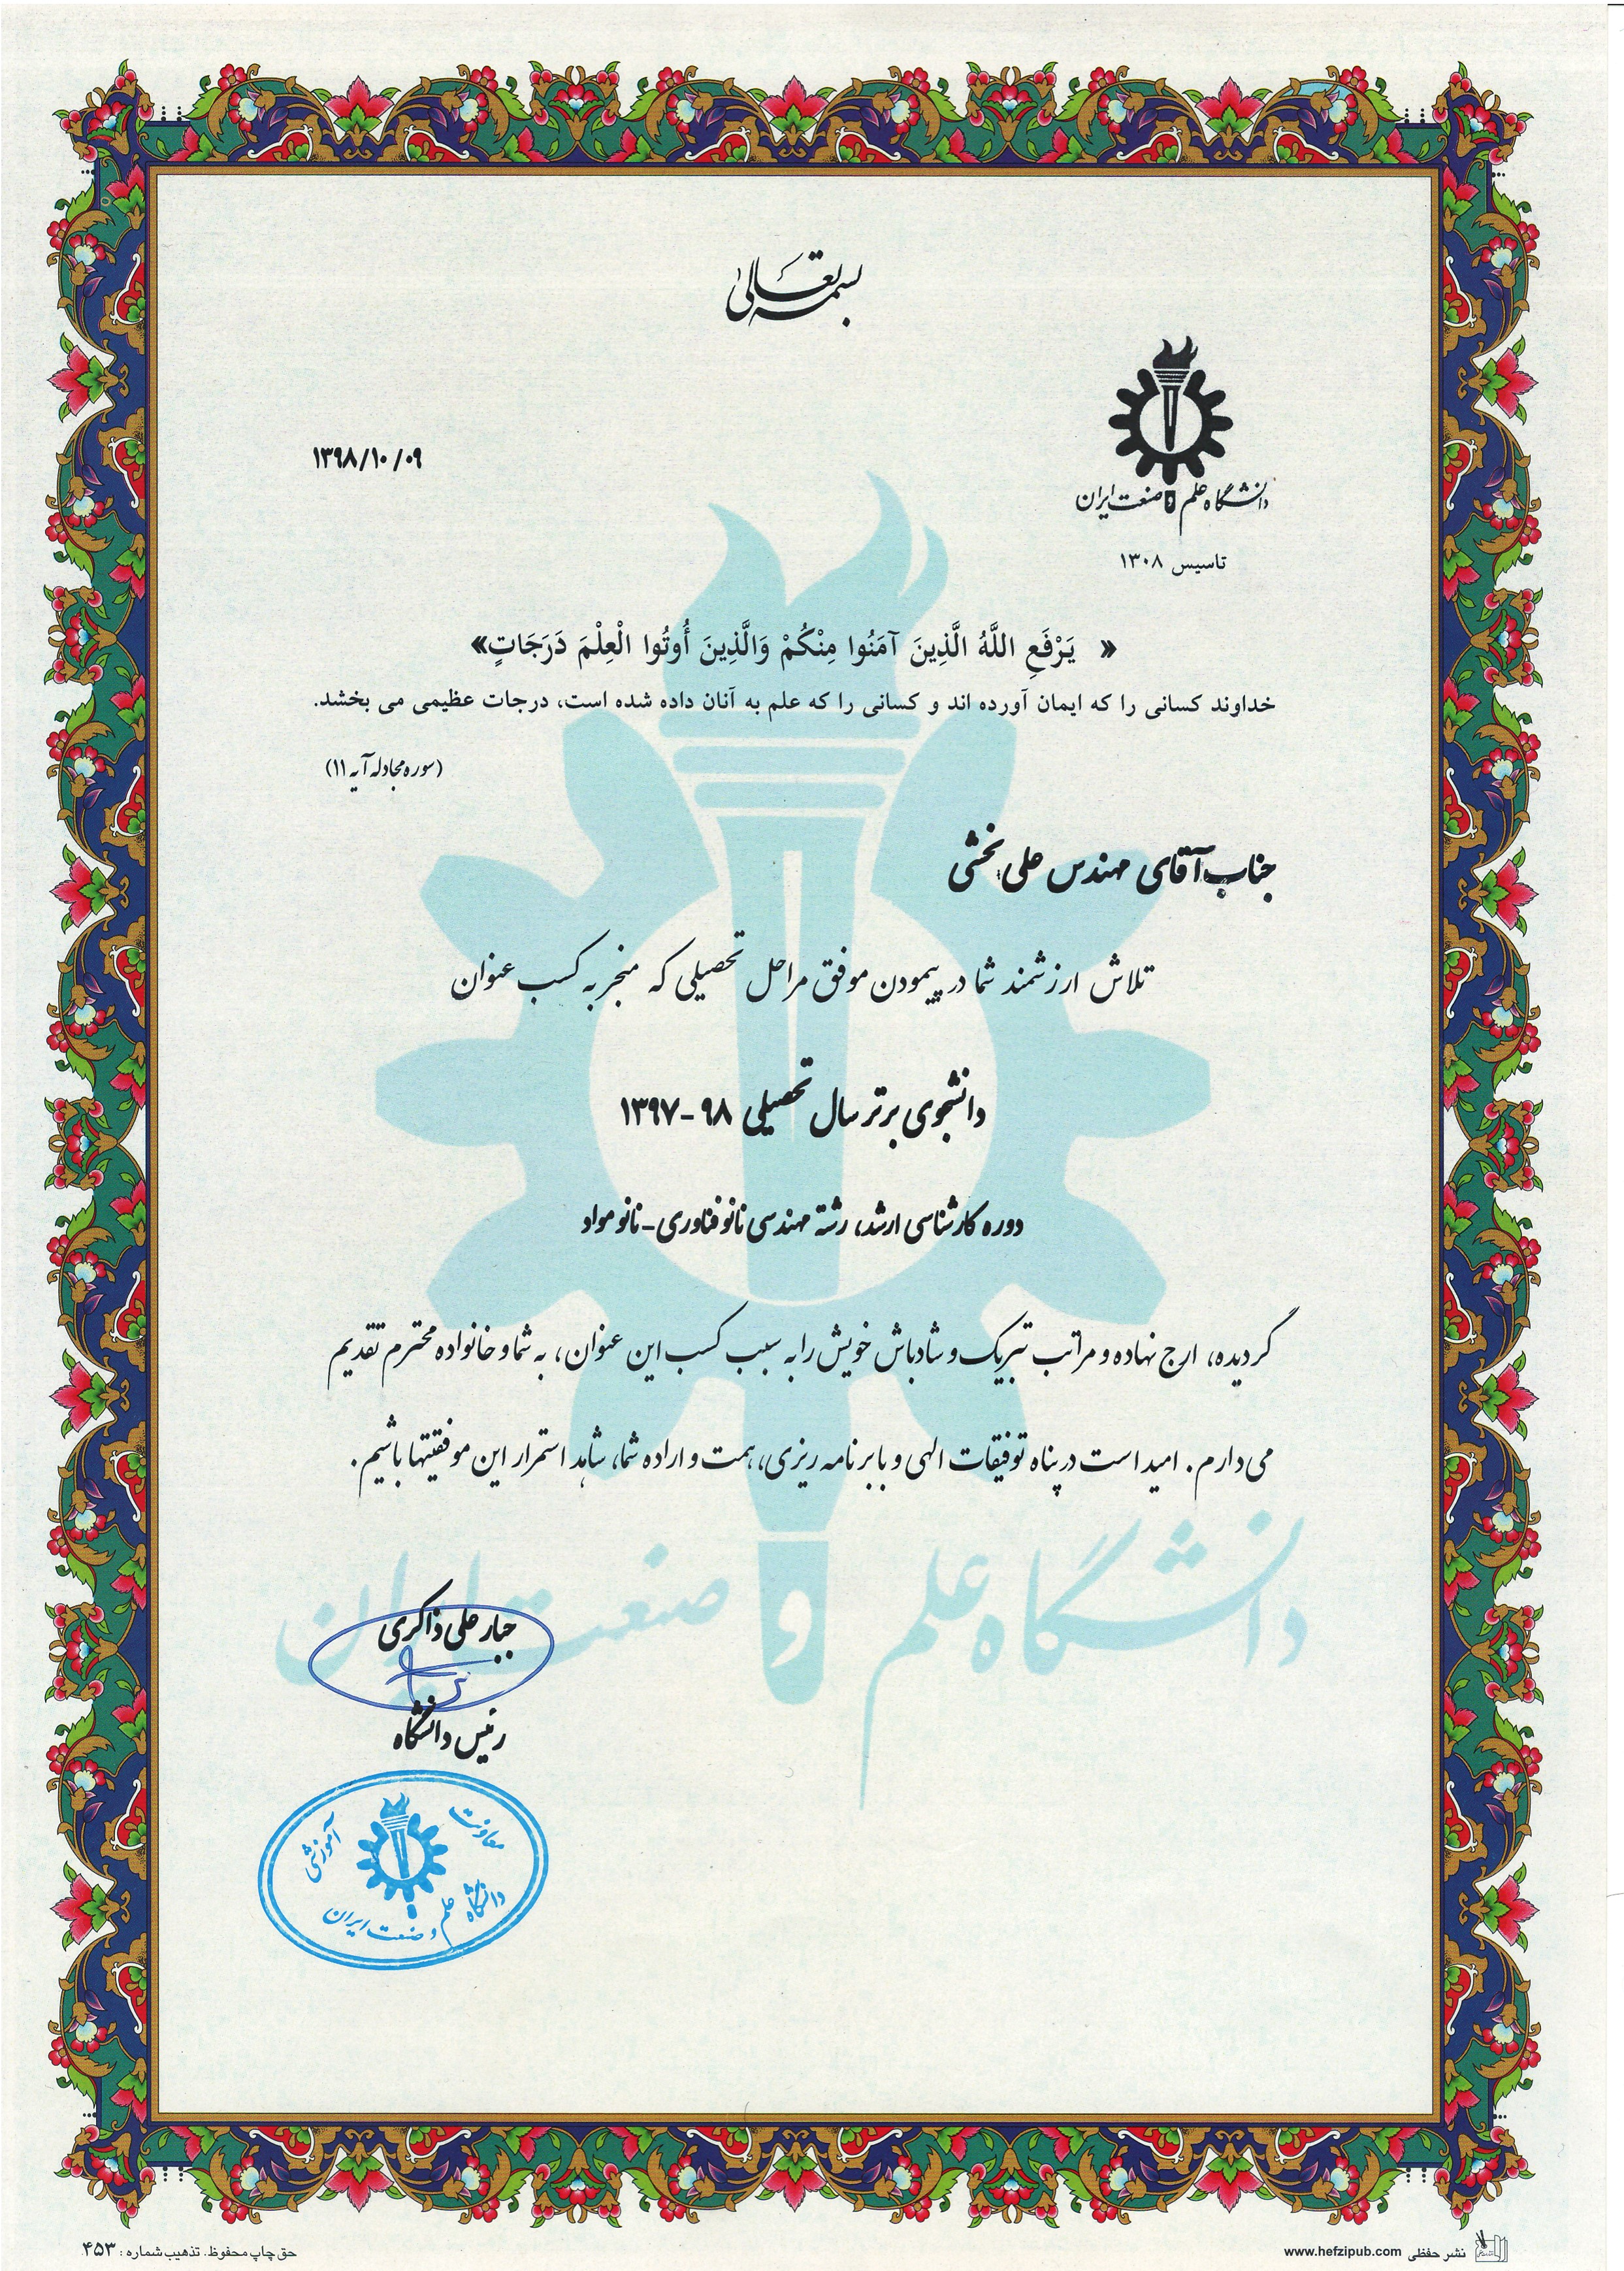 بسمه تعالی
دانشگاه علم و صنعت ایران
تاسیس ۱۳۰۸
۱۳۹۸/۱۰/۰۹
« يَرْفَعِ اللَّهُ الَّذِينَ آمَنُوا مِنْكُمْ وَالَّذِينَ أُوتُوا الْعِلْمَ دَرَجَاتٍ»
خداوند کسانی را که ایمان آورده اند و کسانی را که علم به آنان داده شده است، درجات عظیمی می بخشد.
(سوره مجادله آیه ۱۱)
جناب آقای مهندس علی بخشی
تلاش ارزشمند شما در پیمودن موفق مراحل تحصیلی که منجر به کسب عنوان
دانشجوی برتر سال تحصیلی ۹۸-۱۳۹۷
دوره کارشناسی ارشد، رشته مهندسی نانو فناوری-نانو مواد
گردیده، ارج نهاده و مراتب تبریک و شادباش خویش را به سبب کسب این عنوان، به شما و خانواده محترم تقدیم
می دارم. امید است در پناه توفیقات الهی و با برنامه ریزی، همت و اراده شما، شاهد استمرار این موفقیتها باشیم.
دانشگاه علم و صنعت ایران
جبار علی ذاکری
رئیس دانشگاه
معاونت آموزشی
دانشگاه علم و صنعت ایران
نشر حفظی www.hefzipub.com
حق چاپ محفوظ. تذهیب شماره : ۴۵۳